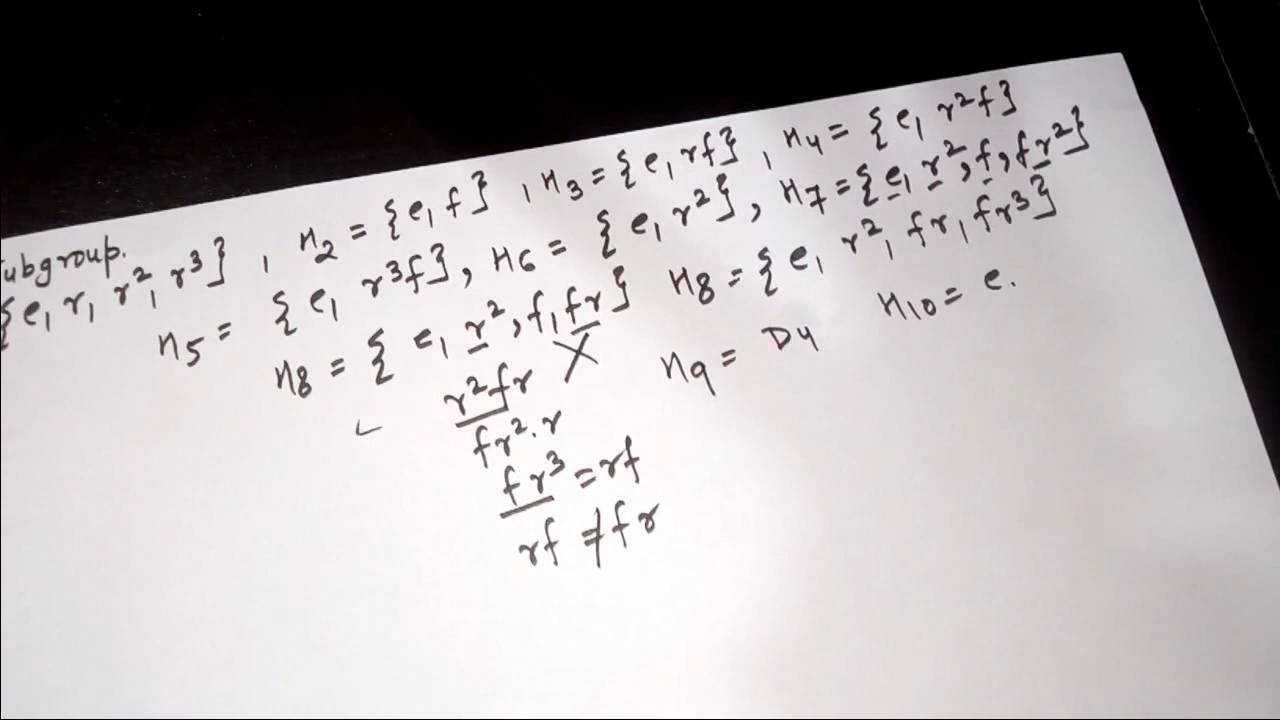 subgroup.
{e, r, r², r³} , H2 = {e, f} , H3 = {e, rf} , H4 = {e, r²f}
H5 = {e, r³f}, H6 = {e, r²}, H7 = {e, r², f, fr²}
H8 = {e, r², f, fr} H8 = {e, r², fr, fr³}
r²fr X H9 = D4 H10 = e.
fr².r
fr³ = rf
rf ≠ fr